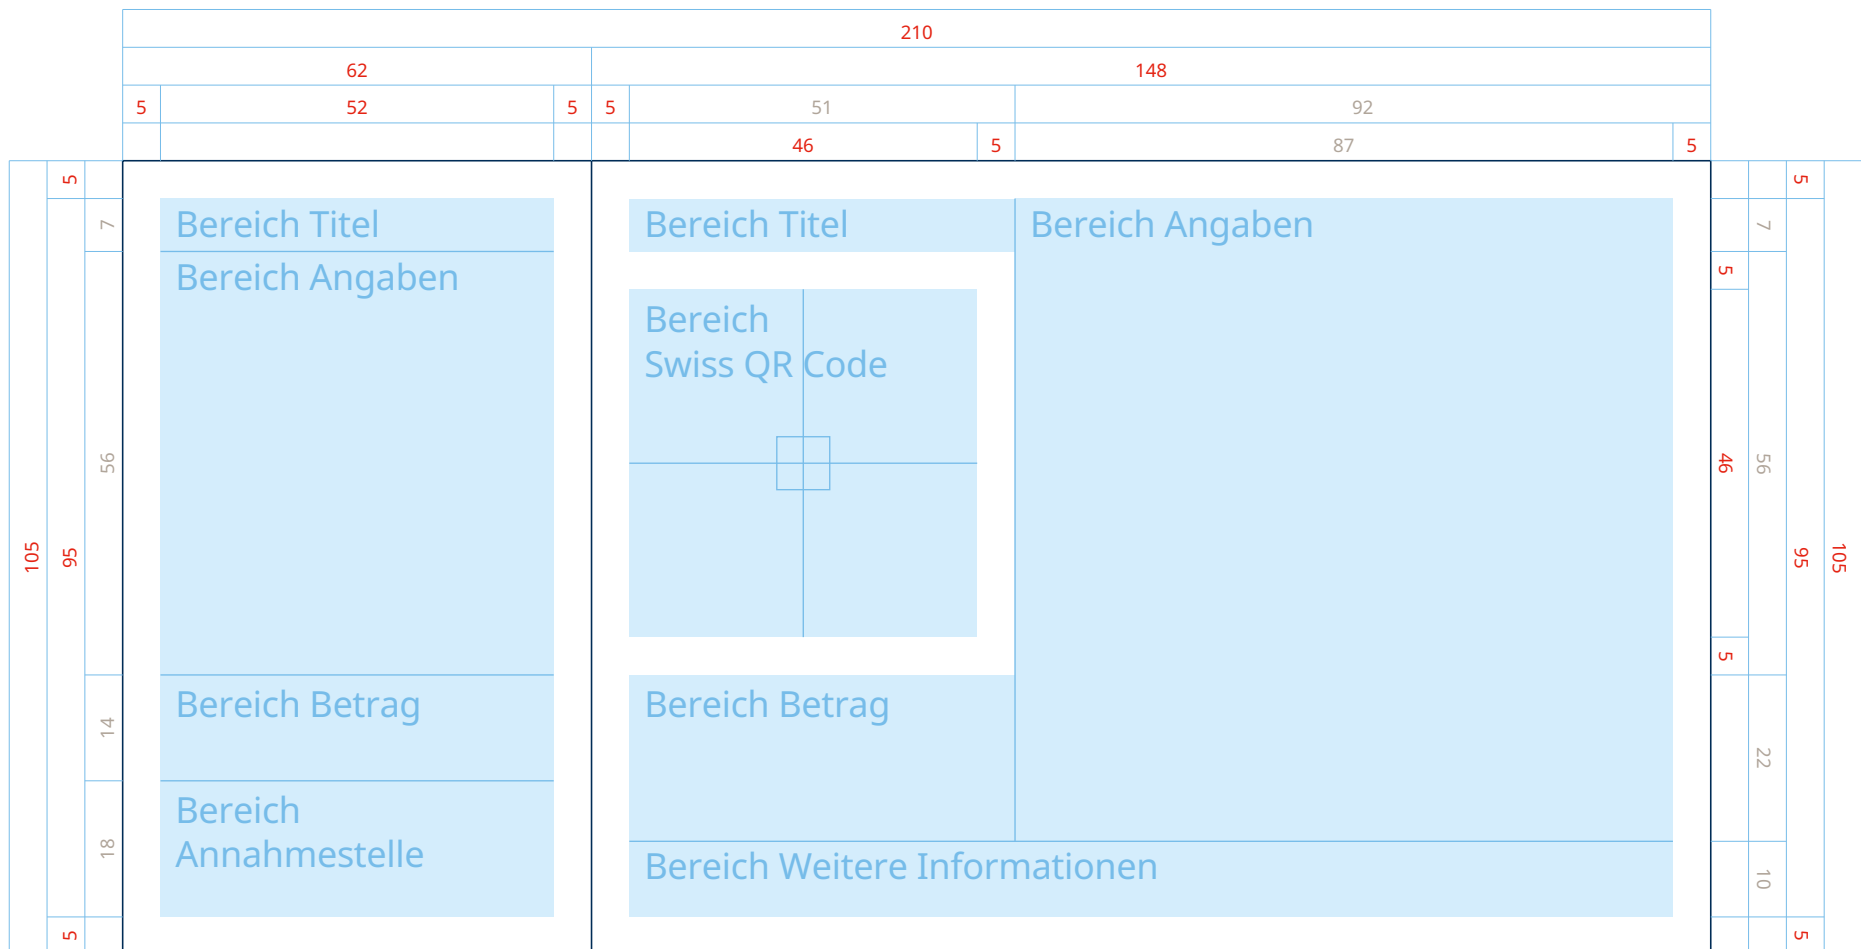 210
62 148
5 52 5 5 51 92
46 5 87 5
5 5
7 7
Bereich Titel Bereich Titel Bereich Angaben
Bereich Angaben
5
Bereich
Swiss QR Code
56 46 56
105 95 95 105
5
Bereich Betrag Bereich Betrag
14 22
Bereich
Annahmestelle
18
Bereich Weitere Informationen
10
5 5